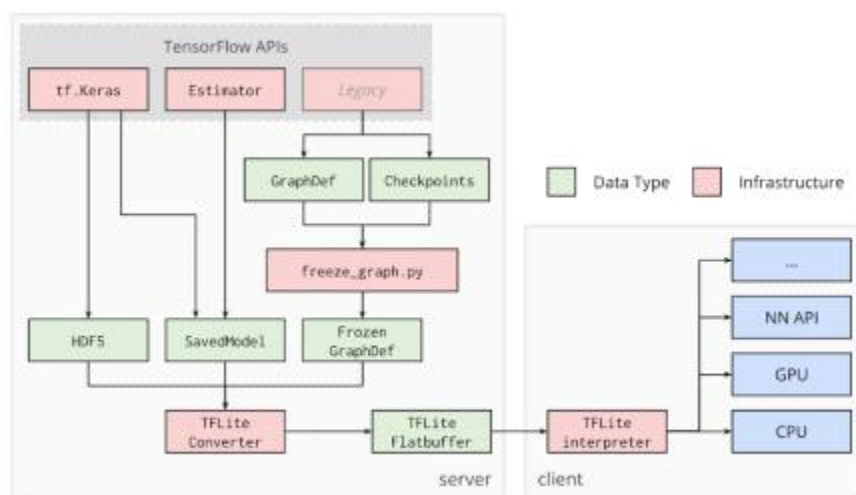 TensorFlow APIs
tf.Keras
Estimator
Legacy
GraphDef
Checkpoints
Data Type
Infrastructure
freeze_graph.py
...
NN API
HDF5
SavedModel
Frozen
GraphDef
GPU
TFLite
Converter
TFLite
Flatbuffer
TFLite
interpreter
CPU
server
client